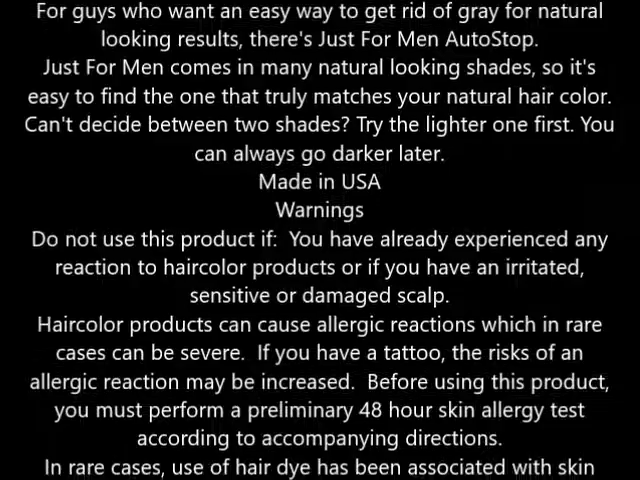 For guys who want an easy way to get rid of gray for natural
looking results, there's Just For Men AutoStop.
Just For Men comes in many natural looking shades, so it's
easy to find the one that truly matches your natural hair color.
Can't decide between two shades? Try the lighter one first. You
can always go darker later.
Made in USA
Warnings
Do not use this product if:  You have already experienced any
reaction to haircolor products or if you have an irritated,
sensitive or damaged scalp.
Haircolor products can cause allergic reactions which in rare
cases can be severe.  If you have a tattoo, the risks of an
allergic reaction may be increased.  Before using this product,
you must perform a preliminary 48 hour skin allergy test
according to accompanying directions.
In rare cases, use of hair dye has been associated with skin